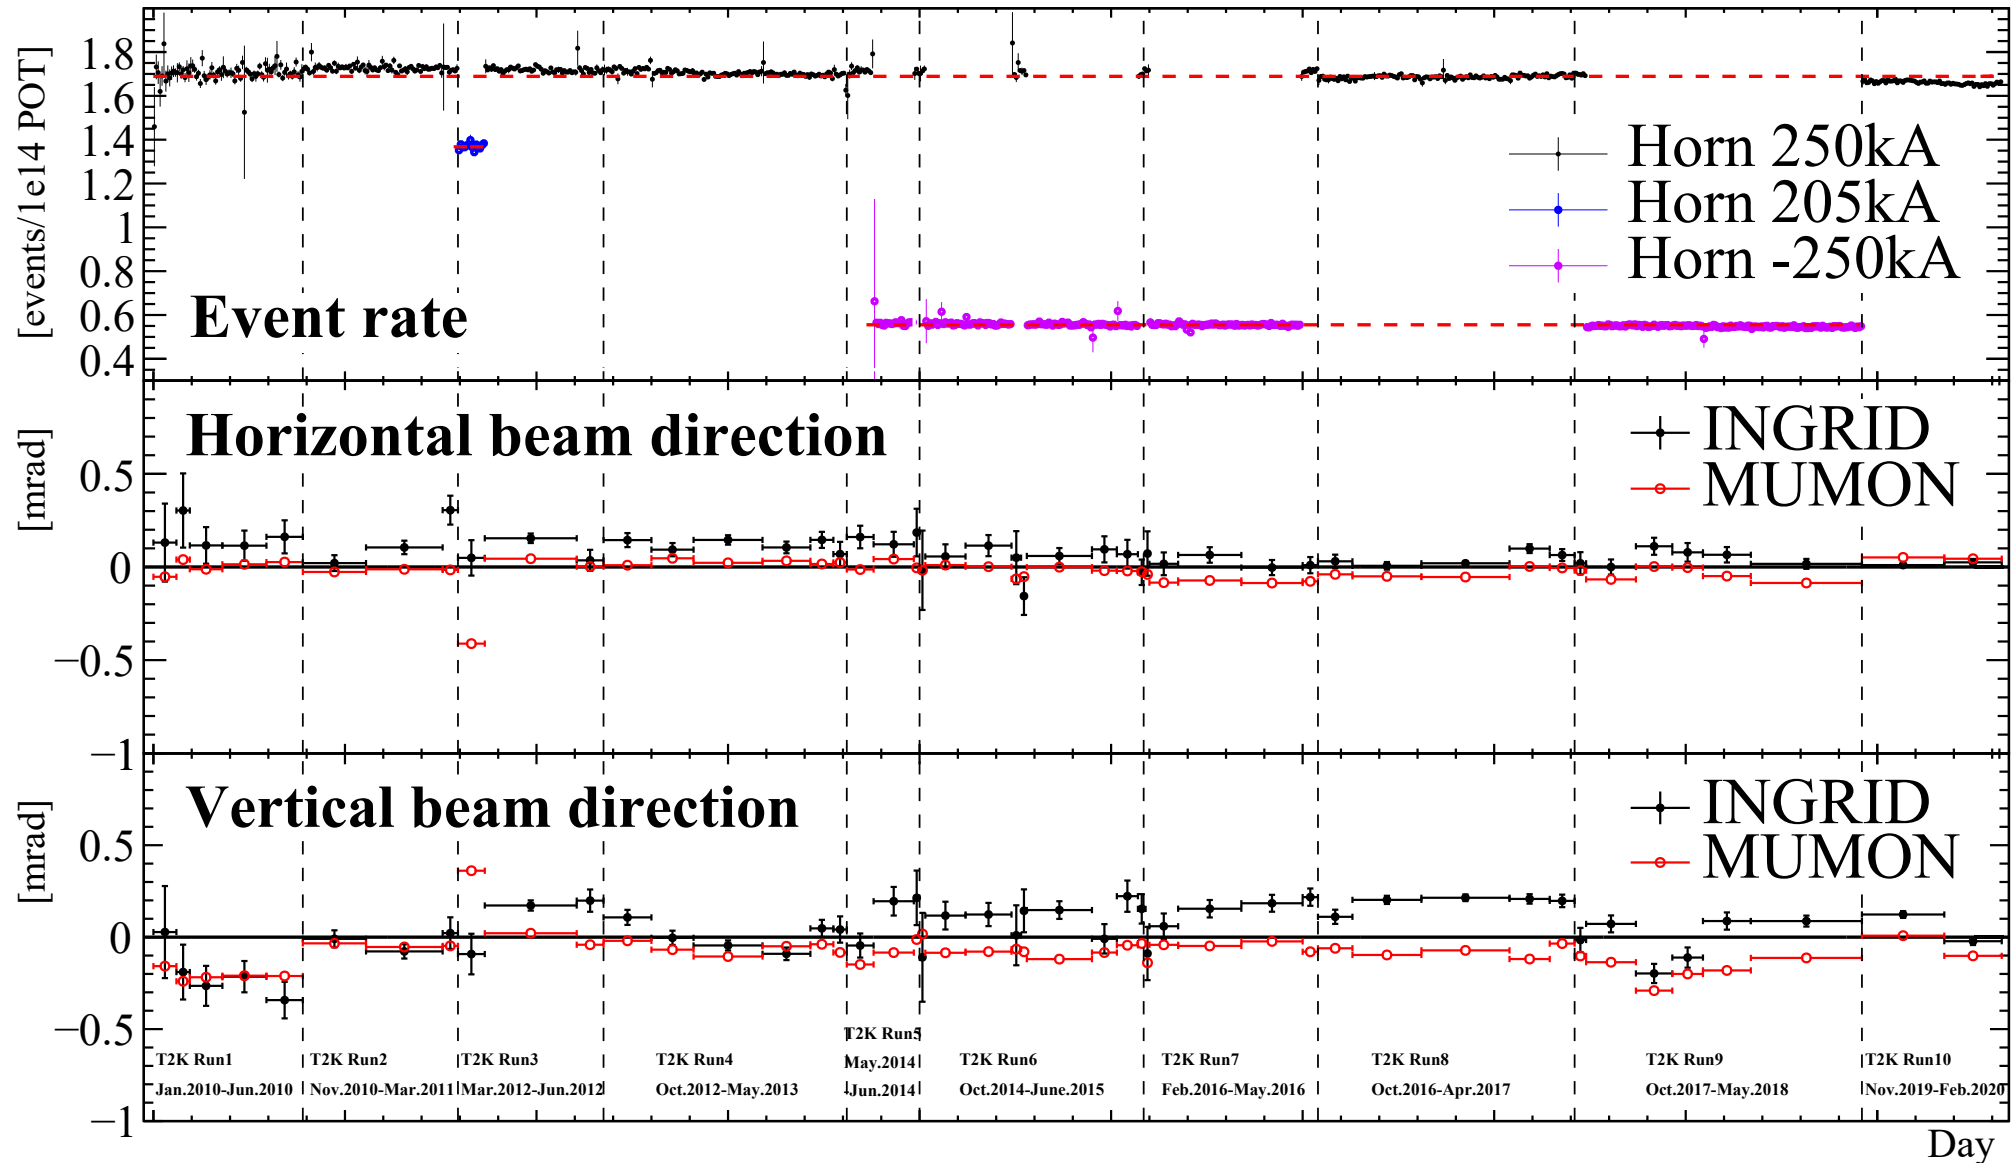 [events/1e14 POT]
1.8
1.6
1.4
1.2
1
0.8
0.6
0.4
Horn 250kA
Horn 205kA
Horn -250kA
Event rate
[mrad]
0.5
0
−0.5
−1
Horizontal beam direction
INGRID
MUMON
[mrad]
0.5
0
−0.5
−1
Vertical beam direction
INGRID
MUMON
T2K Run1
Jan.2010-Jun.2010
T2K Run2
Nov.2010-Mar.2011
T2K Run3
Mar.2012-Jun.2012
T2K Run4
Oct.2012-May.2013
T2K Run5
May.2014
-Jun.2014
T2K Run6
Oct.2014-June.2015
T2K Run7
Feb.2016-May.2016
T2K Run8
Oct.2016-Apr.2017
T2K Run9
Oct.2017-May.2018
T2K Run10
Nov.2019-Feb.2020
Day